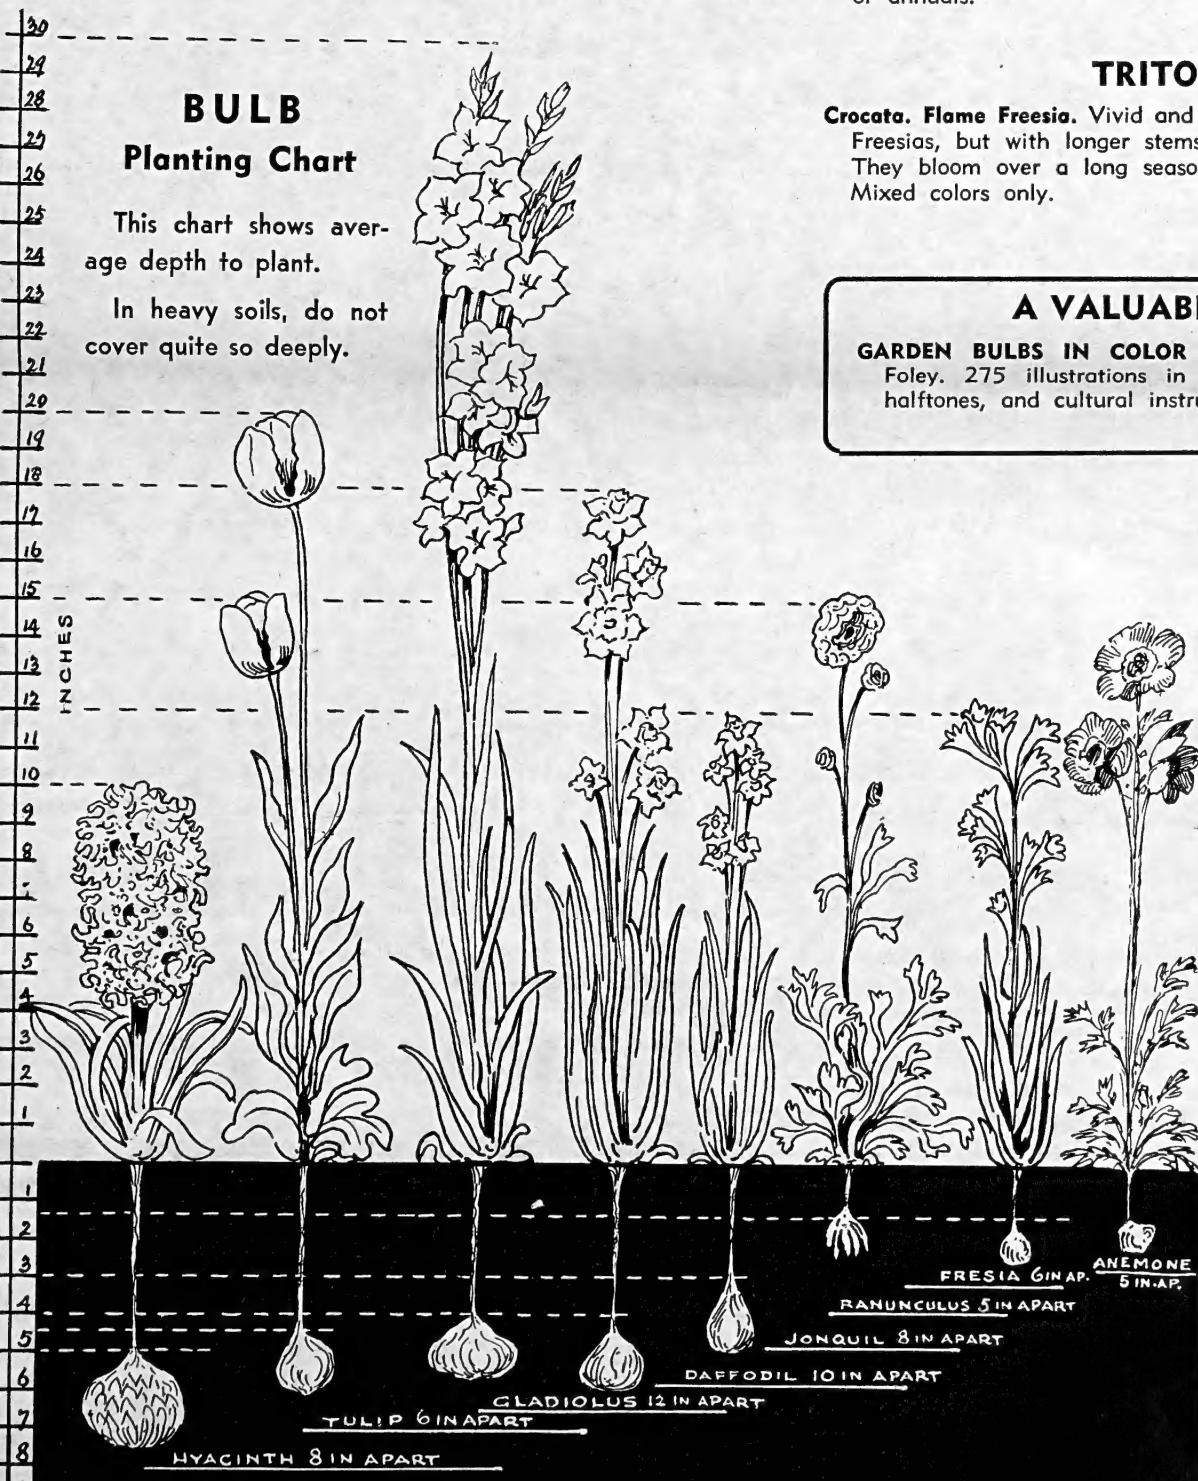 or annuals.
TRITO
Crocata. Flame Freesia. Vivid and
Freesias, but with longer stems
They bloom over a long seaso
Mixed colors only.
A VALUABL
GARDEN BULBS IN COLOR
Foley. 275 illustrations in
halftones, and cultural instru
BULB
Planting Chart
This chart shows aver-
age depth to plant.
In heavy soils, do not
cover quite so deeply.
30
29
28
27
26
25
24
23
22
21
20
19
18
17
16
15
14
13
12
11
10
9
8
7
6
5
4
3
2
1
INCHES
1
2
3
4
5
6
7
8
FRESIA 6 IN AP.
ANEMONE
5 IN. AP.
RANUNCULUS 5 IN APART
JONQUIL 8 IN APART
DAFFODIL 10 IN APART
GLADIOLUS 12 IN APART
TULIP 6 IN APART
HYACINTH 8 IN APART